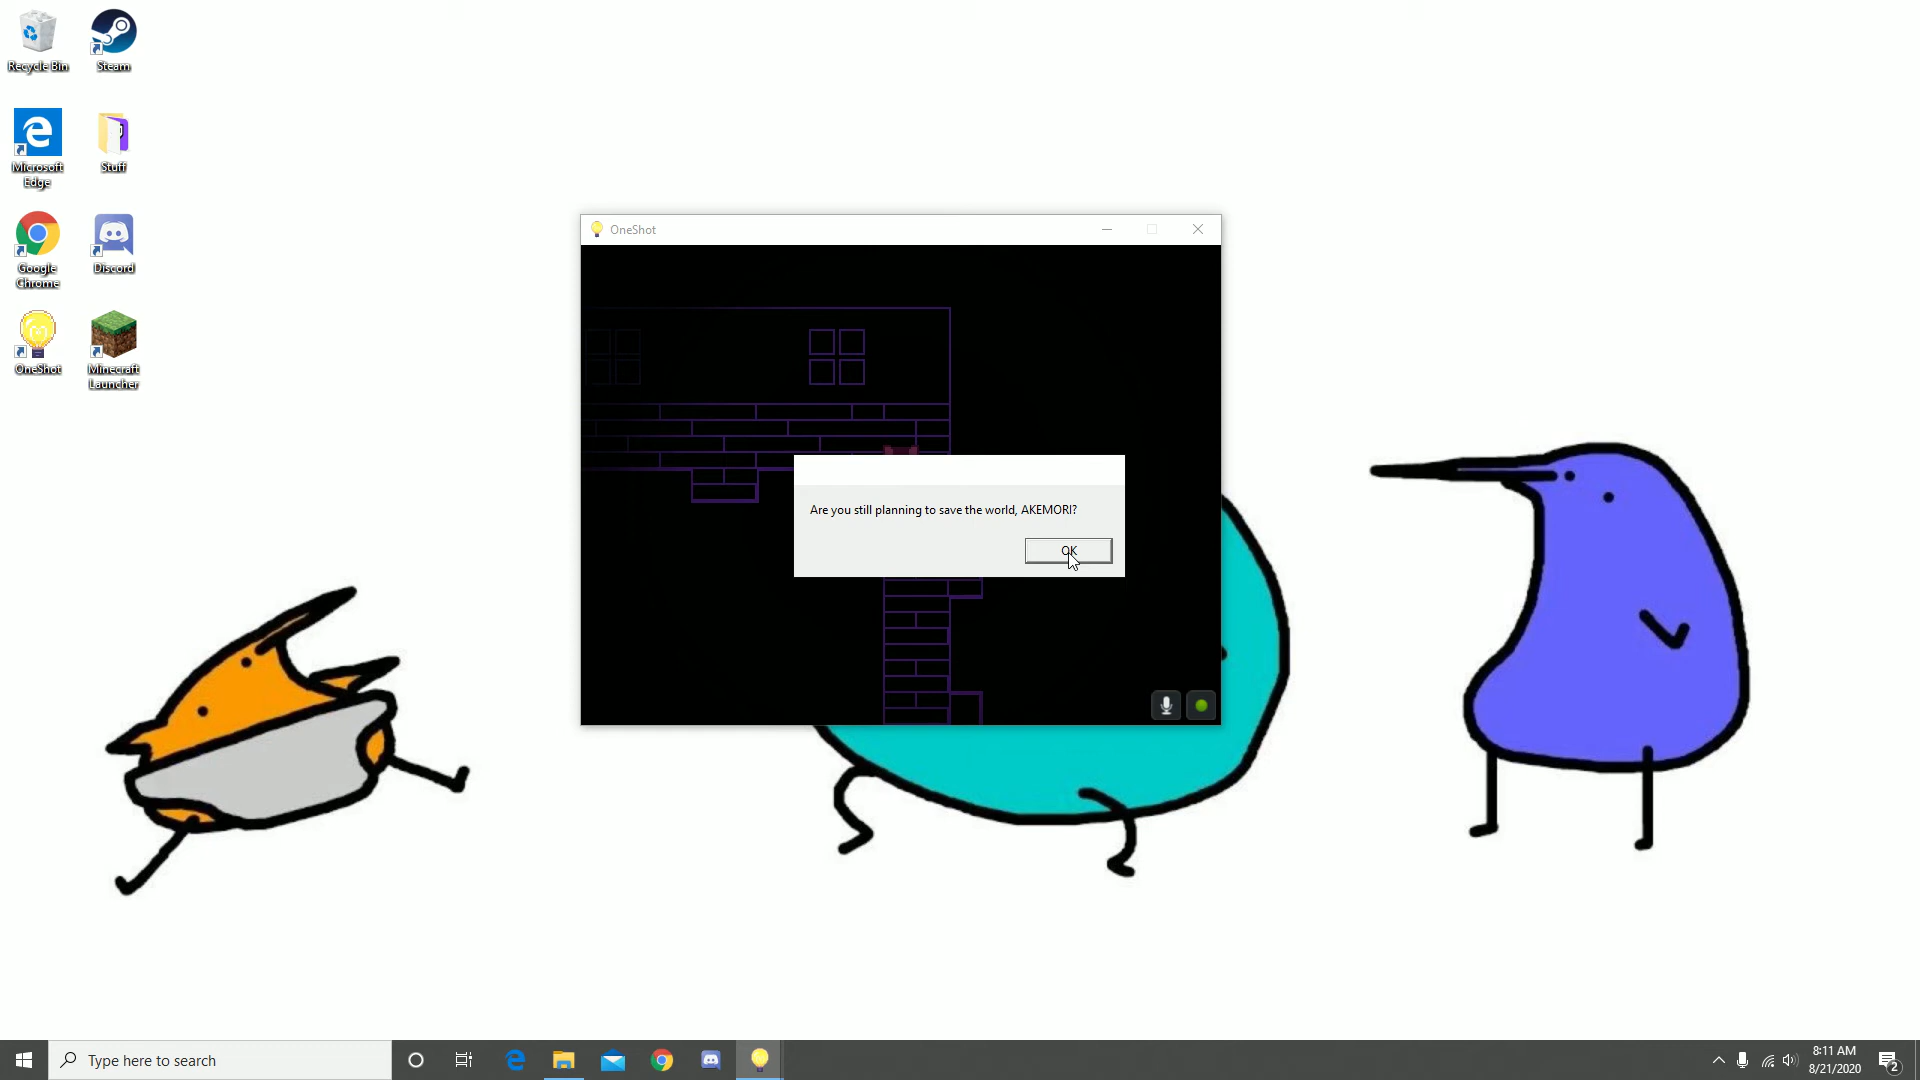 Recycle Bin
Steam
Microsoft
Edge
Stuff
Google
Chrome
Discord
OneShot
Minecraft
Launcher
OneShot
Are you still planning to save the world, AKEMORI?
OK
Type here to search
8:11 AM
8/21/2020
2